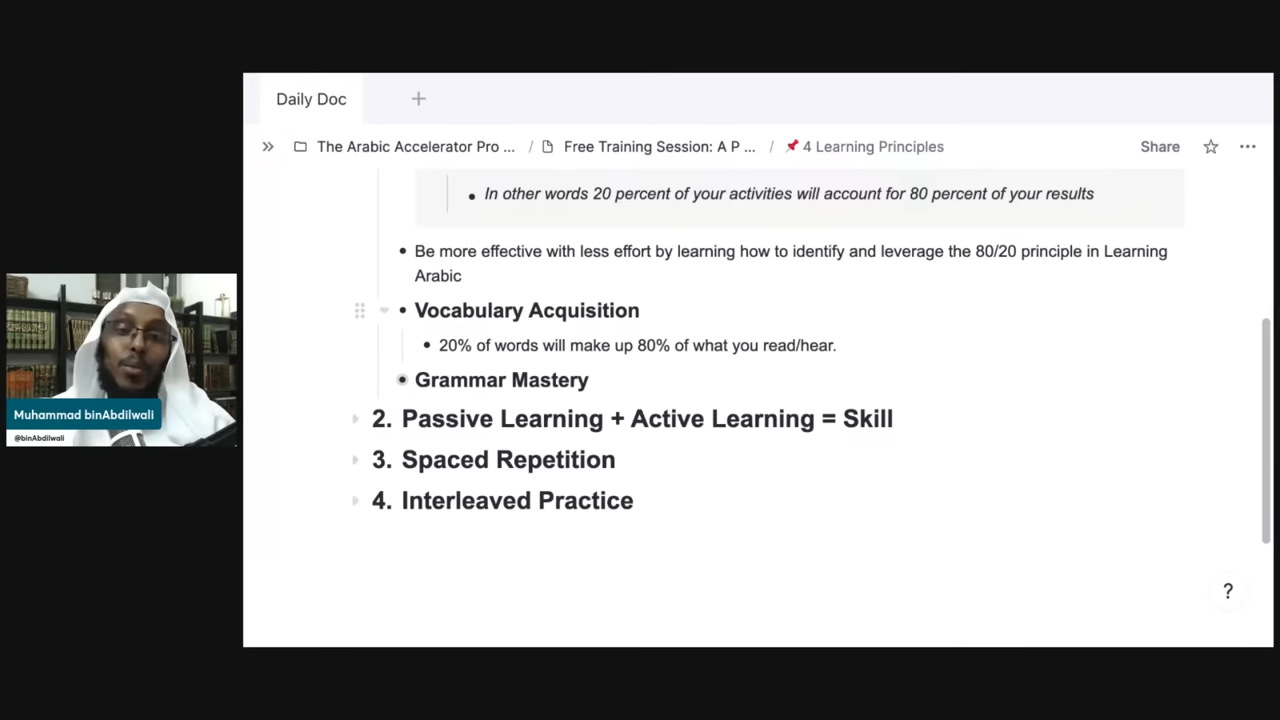 Daily Doc
The Arabic Accelerator Pro ... / Free Training Session: A P ... / 4 Learning Principles
Share
In other words 20 percent of your activities will account for 80 percent of your results
Be more effective with less effort by learning how to identify and leverage the 80/20 principle in Learning
Arabic
Vocabulary Acquisition
20% of words will make up 80% of what you read/hear.
Grammar Mastery
2. Passive Learning + Active Learning = Skill
3. Spaced Repetition
4. Interleaved Practice
?
Muhammad binAbdilwali
@binAbdilwali